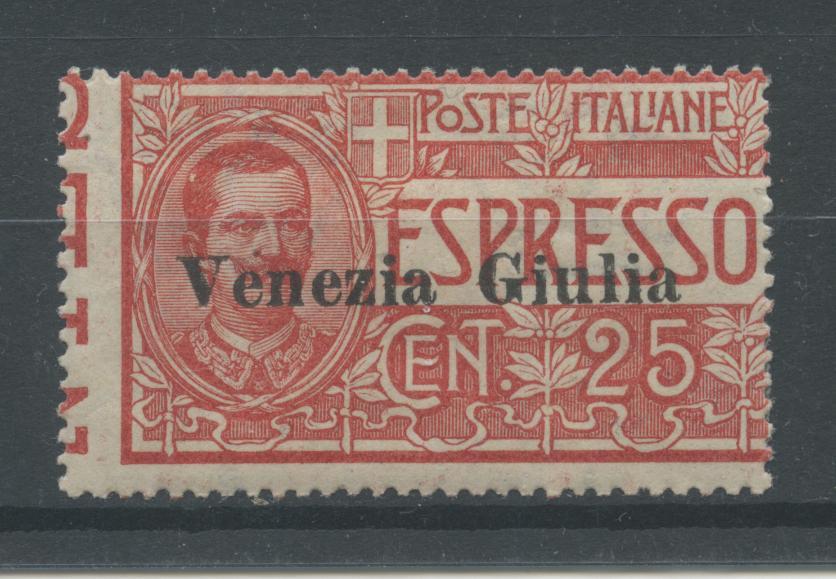 POSTE ITALIANE
ESPRESSO
Venezia Giulia
CENT. 25